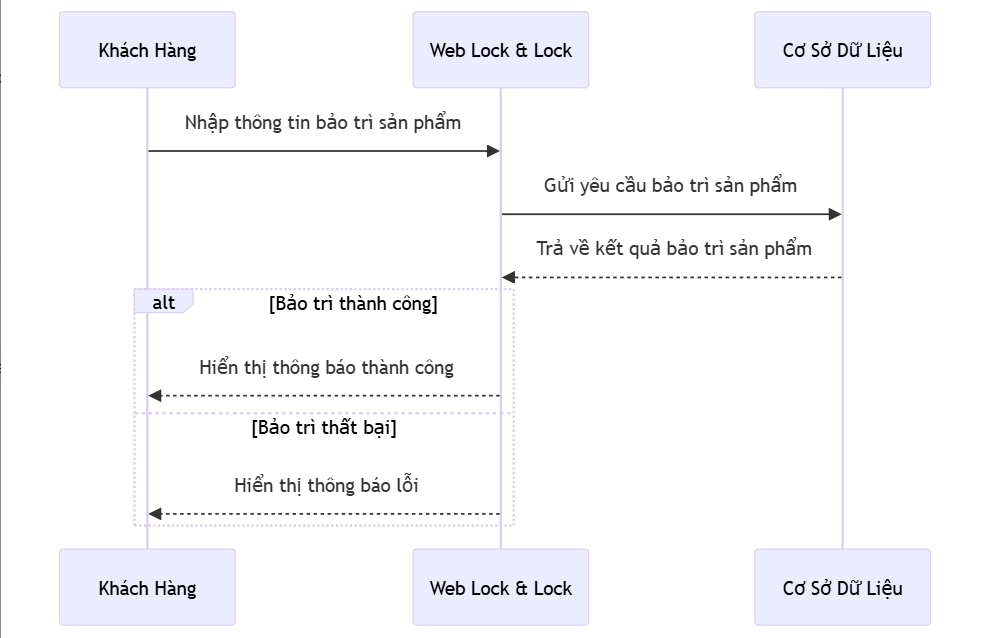 Khách Hàng
Web Lock & Lock
Cơ Sở Dữ Liệu
Nhập thông tin bảo trì sản phẩm
Gửi yêu cầu bảo trì sản phẩm
Trả về kết quả bảo trì sản phẩm
alt
[Bảo trì thành công]
Hiển thị thông báo thành công
[Bảo trì thất bại]
Hiển thị thông báo lỗi
Khách Hàng
Web Lock & Lock
Cơ Sở Dữ Liệu